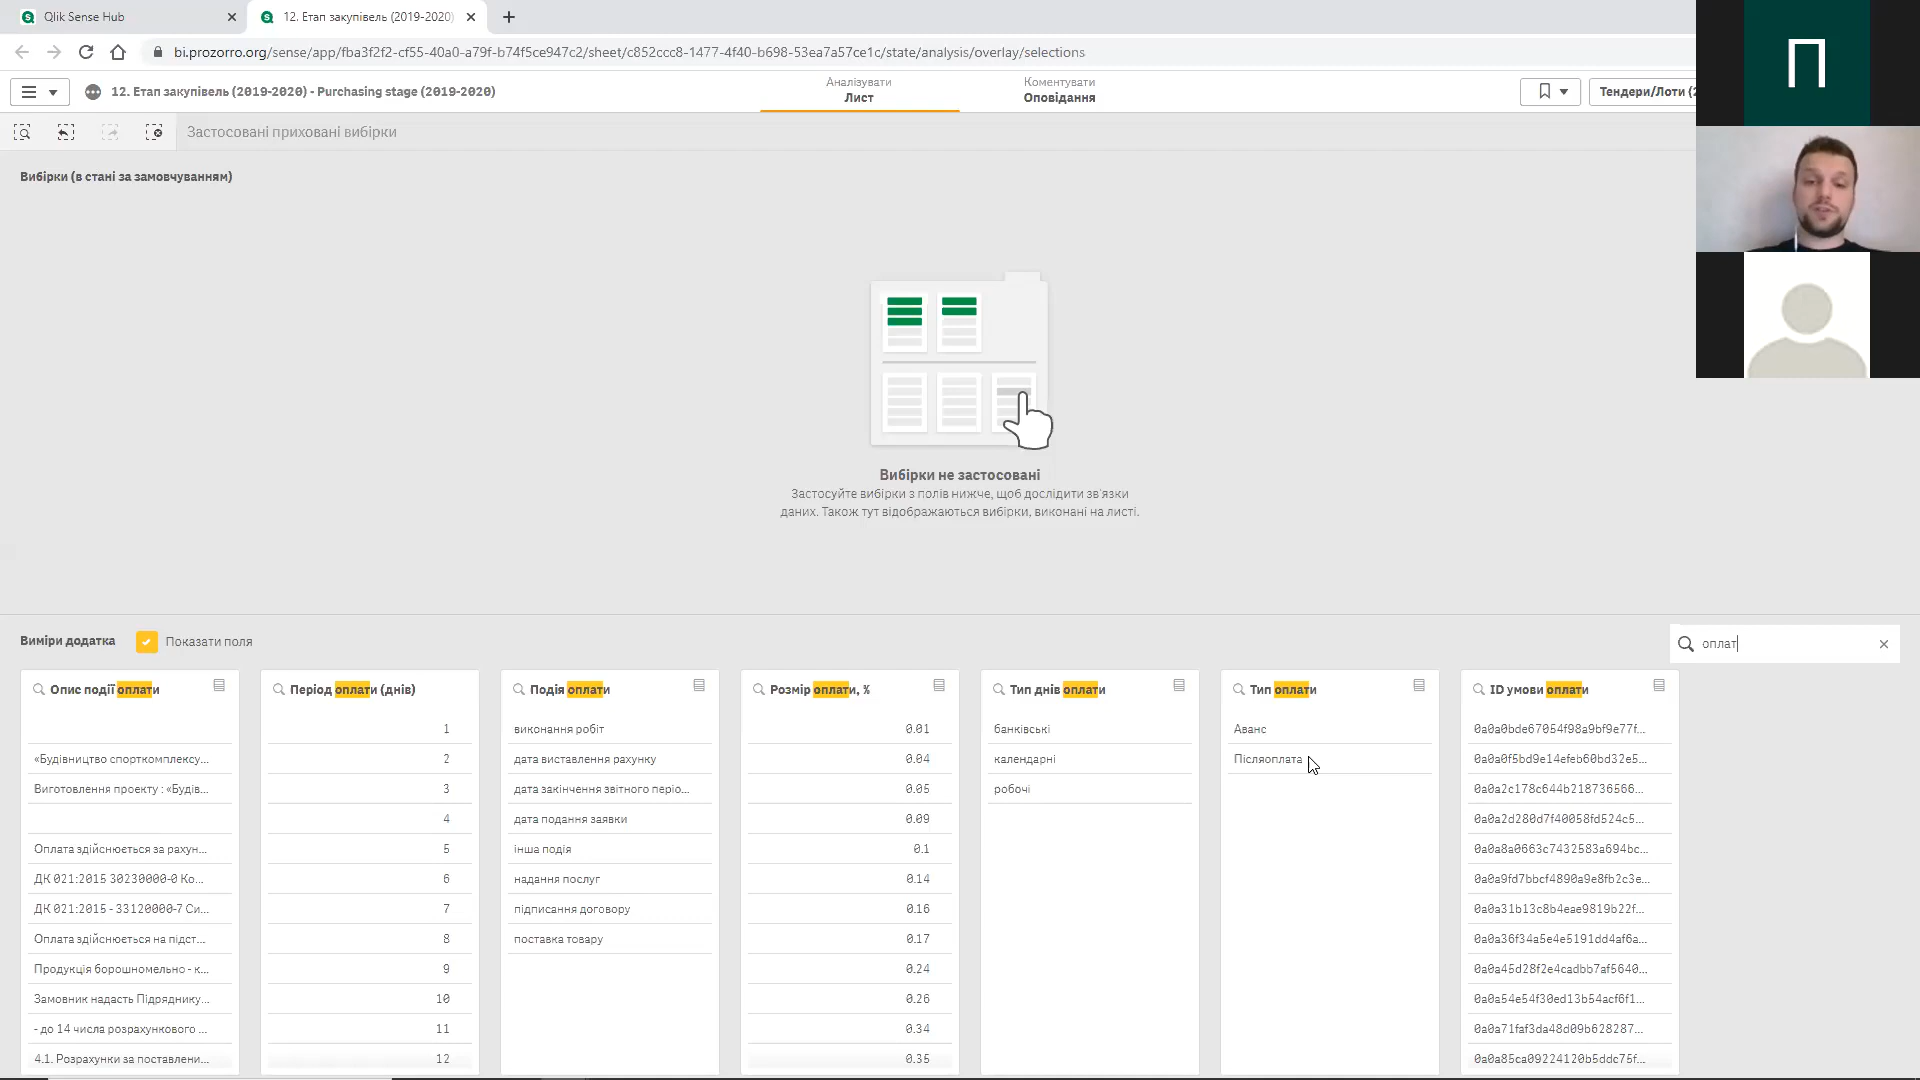 Qlik Sense Hub
12. Етап закупівель (2019-2020)
bi.prozorro.org/sense/app/fba3f2f2-cf55-40a0-a79f-b74f5ce947c2/sheet/c852ccc8-1477-4f40-b698-53ea7a57ce1c/state/analysis/overlay/selections
12. Етап закупівель (2019-2020) - Purchasing stage (2019-2020)
Аналізувати
Лист
Коментувати
Оповідання
Тендери/Лоти (2
П
Застосовані приховані вибірки
Вибірки (в стані за замовчуванням)
Вибірки не застосовані
Застосуйте вибірки з полів нижче, щоб дослідити зв'язки
даних. Також тут відображаються вибірки, виконані на листі.
Виміри додатка
Показати поля
оплат
Опис події оплати
«Будівництво спорткомплексу...
Виготовлення проекту : «Будів...
Оплата здійснюється за рахун...
ДК 021:2015 30230000-0 Ко...
ДК 021:2015 - 33120000-7 Си...
Оплата здійснюється на підст...
Продукція борошномельно - к...
Замовник надасть Підряднику...
- до 14 числа розрахункового ...
4.1. Розрахунки за поставлени...
Період оплати (днів)
1
2
3
4
5
6
7
8
9
10
11
12
Подія оплати
виконання робіт
дата виставлення рахунку
дата закінчення звітного періо...
дата подання заявки
інша подія
надання послуг
підписання договору
поставка товару
Розмір оплати, %
0.01
0.04
0.05
0.09
0.1
0.14
0.16
0.17
0.24
0.26
0.34
0.35
Тип днів оплати
банківські
календарні
робочі
Тип оплати
Аванс
Післяоплата
ID умови оплати
0a0a0bde67054f98a9bf9e77f...
0a0a0f5bd9e14efeb60bd32e5...
0a0a2c178c644b218736566...
0a0a2d280d7f40058fd524c5...
0a0a8a0663c7432583a694bc...
0a0a9fd7bbcf4890a9e8fb2c3e...
0a0a31b13c8b4eae9819b22f...
0a0a36f34a5e4e5191dd4af6a...
0a0a45d28f2e4cadbb7af5640...
0a0a54e54f30ed13b54acf6f1...
0a0a71faf3da48d09b628287...
0a0a85ca09224120b5ddc75f...